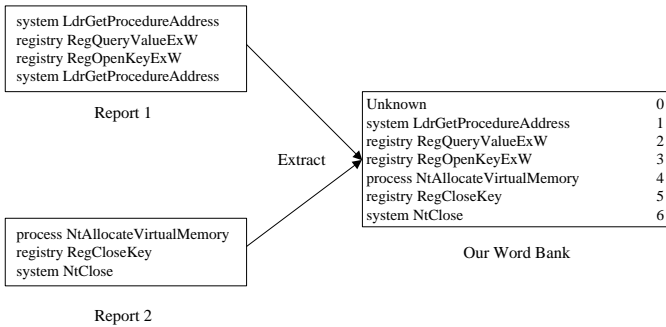 system LdrGetProcedureAddress
registry RegQueryValueExW
registry RegOpenKeyExW
system LdrGetProcedureAddress
Report 1
Extract
Unknown 0
system LdrGetProcedureAddress 1
registry RegQueryValueExW 2
registry RegOpenKeyExW 3
process NtAllocateVirtualMemory 4
registry RegCloseKey 5
system NtClose 6
Our Word Bank
process NtAllocateVirtualMemory
registry RegCloseKey
system NtClose
Report 2